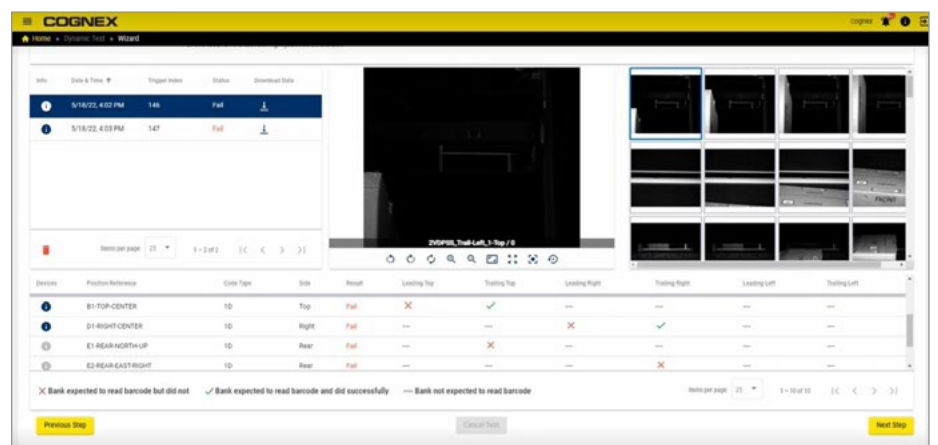 COGNEX
cognex
Home • Dynamic Test • Wizard
Info Date & Time Trigger Index Status Download Data
5/18/22, 4:02 PM 146 Fail
5/18/22, 4:03 PM 147 Fail
2VDPSS_Trail-Left_1-Top / 0
FRONT
Items per page 25 1 – 2 of 2
Devices Position Reference Code Type Side Result Leading Top Trailing Top Leading Right Trailing Right Leading Left Trailing Left
B1-TOP-CENTER 1D Top Fail — — — — —
D1-RIGHT-CENTER 1D Right Fail — — — —
E1-REAR-NORTH-UP 1D Rear Fail — — — — —
E2-REAR-EAST-RIGHT 1D Rear Fail — — — — —
Bank expected to read barcode but did not Bank expected to read barcode and did successfully --- Bank not expected to read barcode
Items per page 25 1 – 10 of 10
Previous Step Cancel Test Next Step